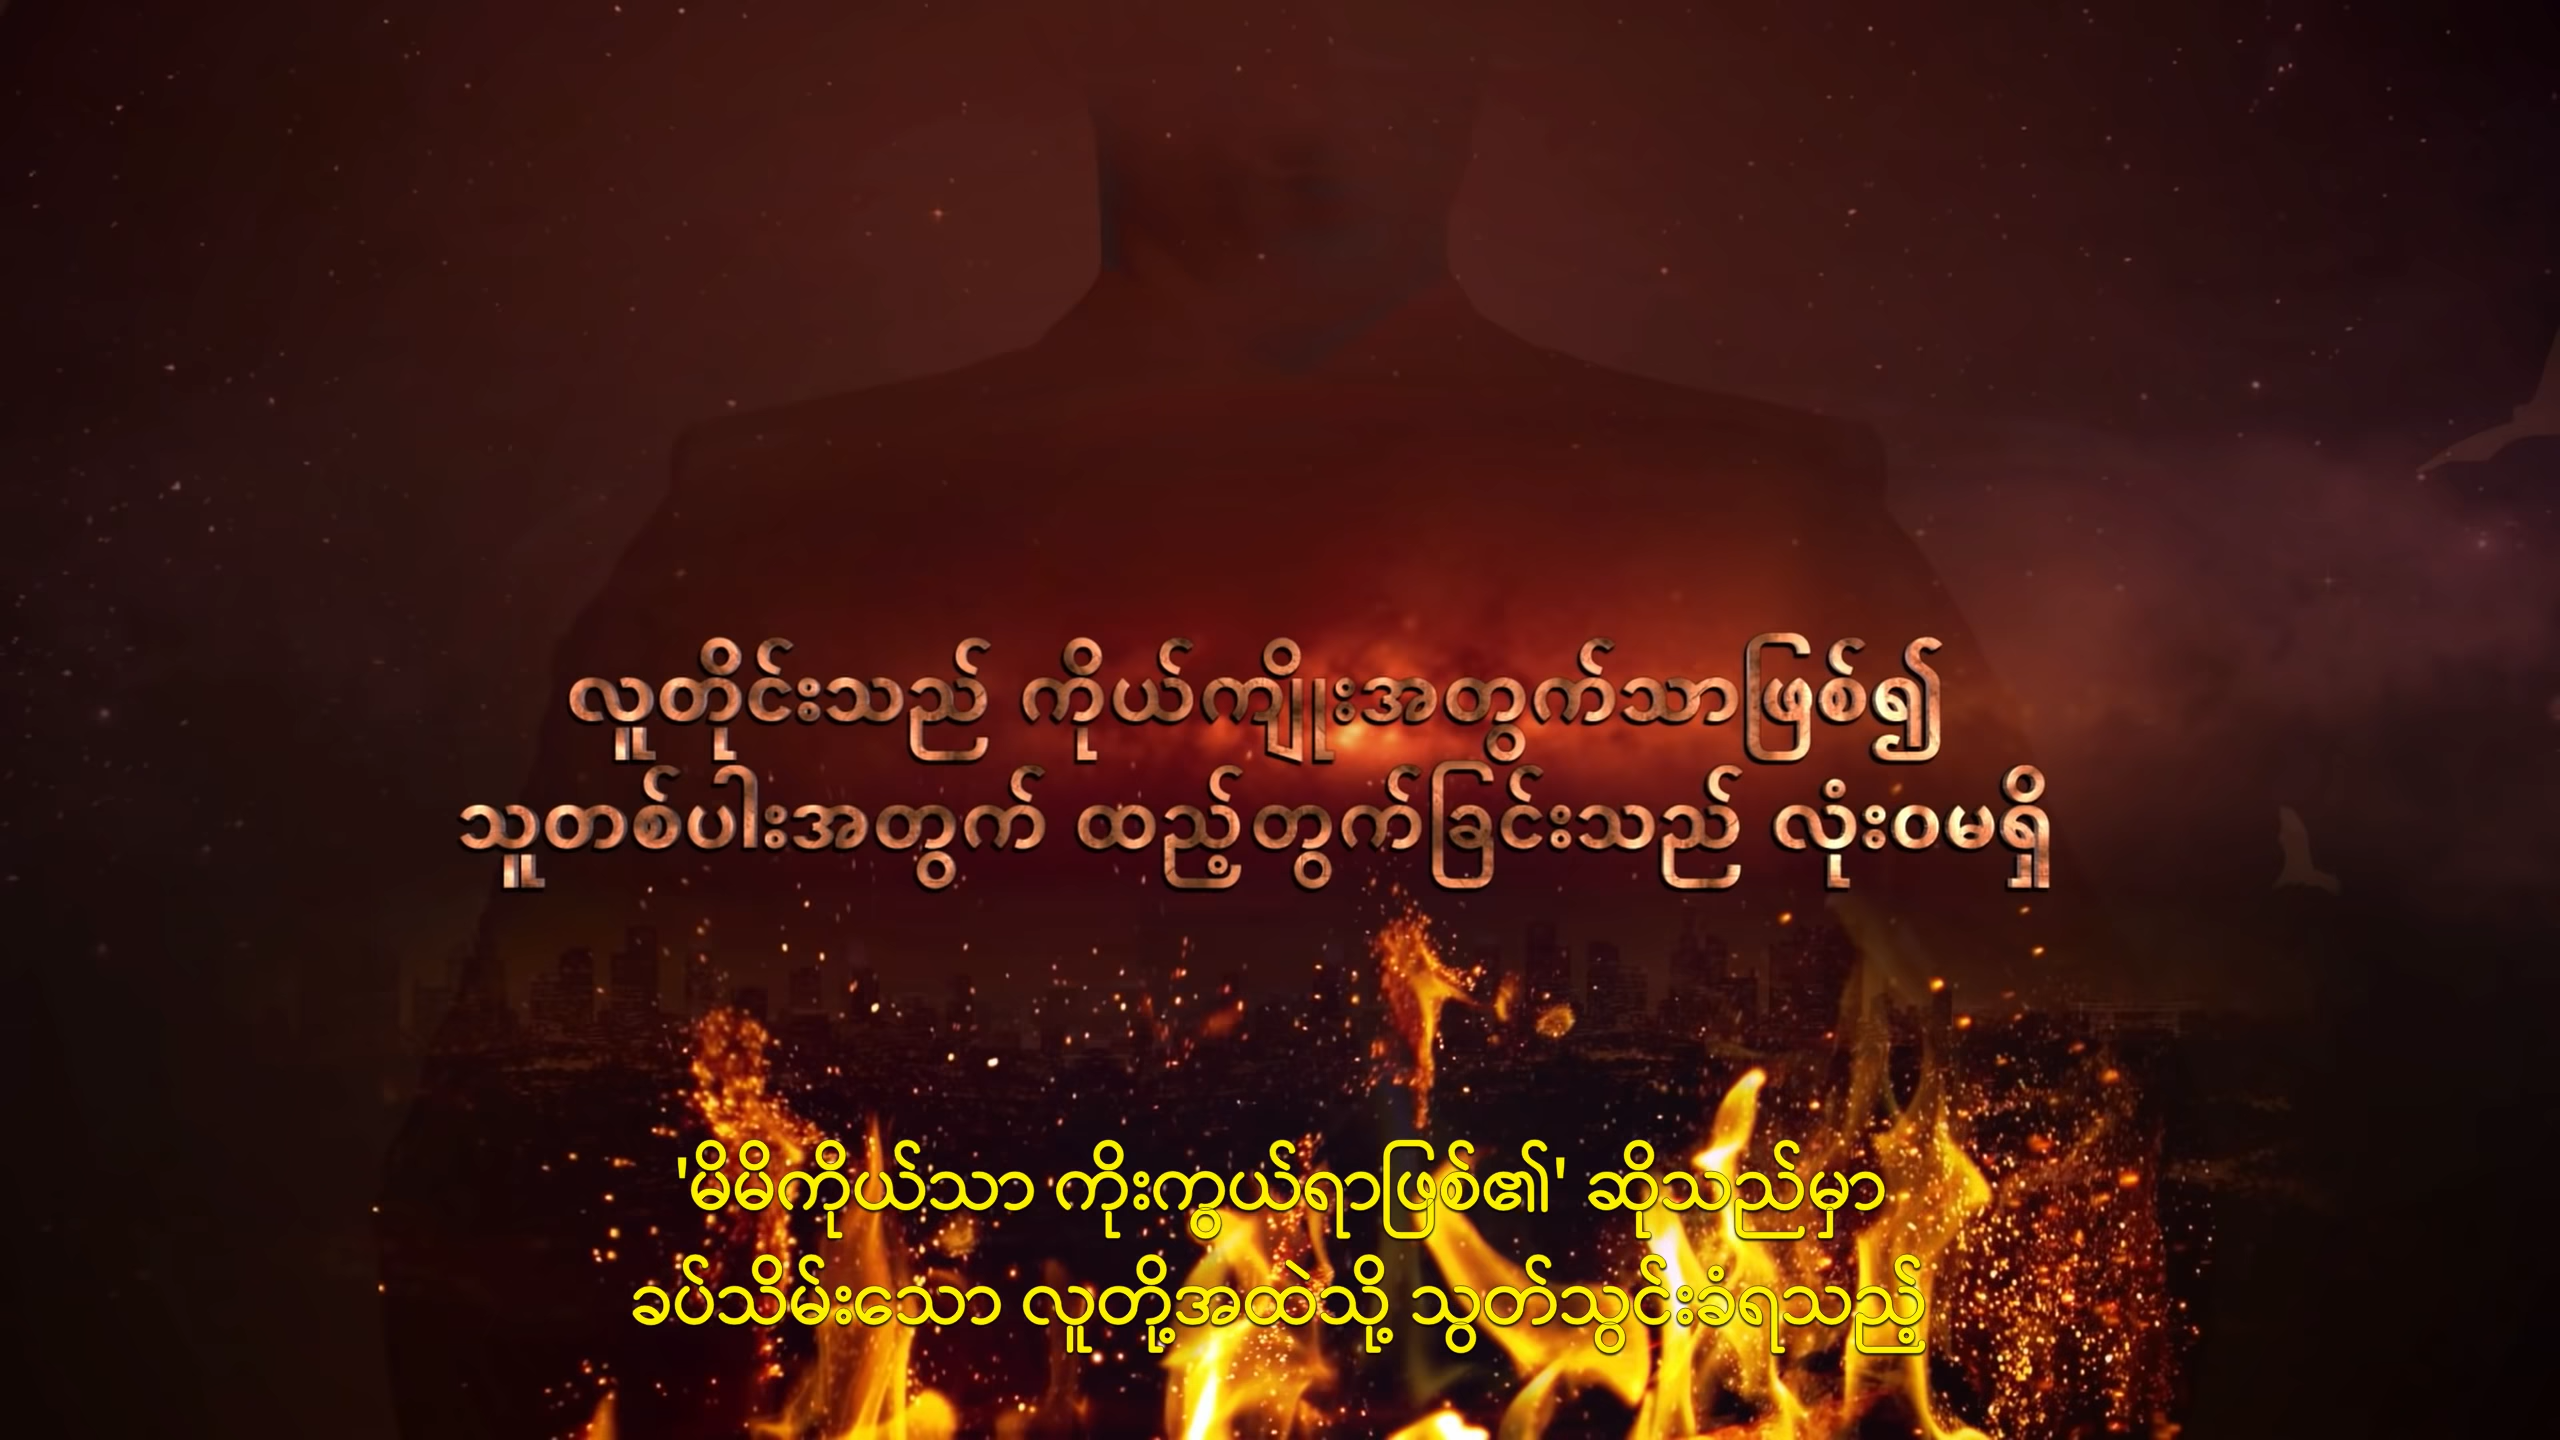 လူတိုင်းသည် ကိုယ်ကျိုးအတွက်သာဖြစ်၍
သူတစ်ပါးအတွက် ထည့်တွက်ခြင်းသည် လုံးဝမရှိ
'မိမိကိုယ်သာ ကိုးကွယ်ရာဖြစ်၏' ဆိုသည်မှာ
ခပ်သိမ်းသော လူတို့အထဲသို့ သွတ်သွင်းခံရသည့်